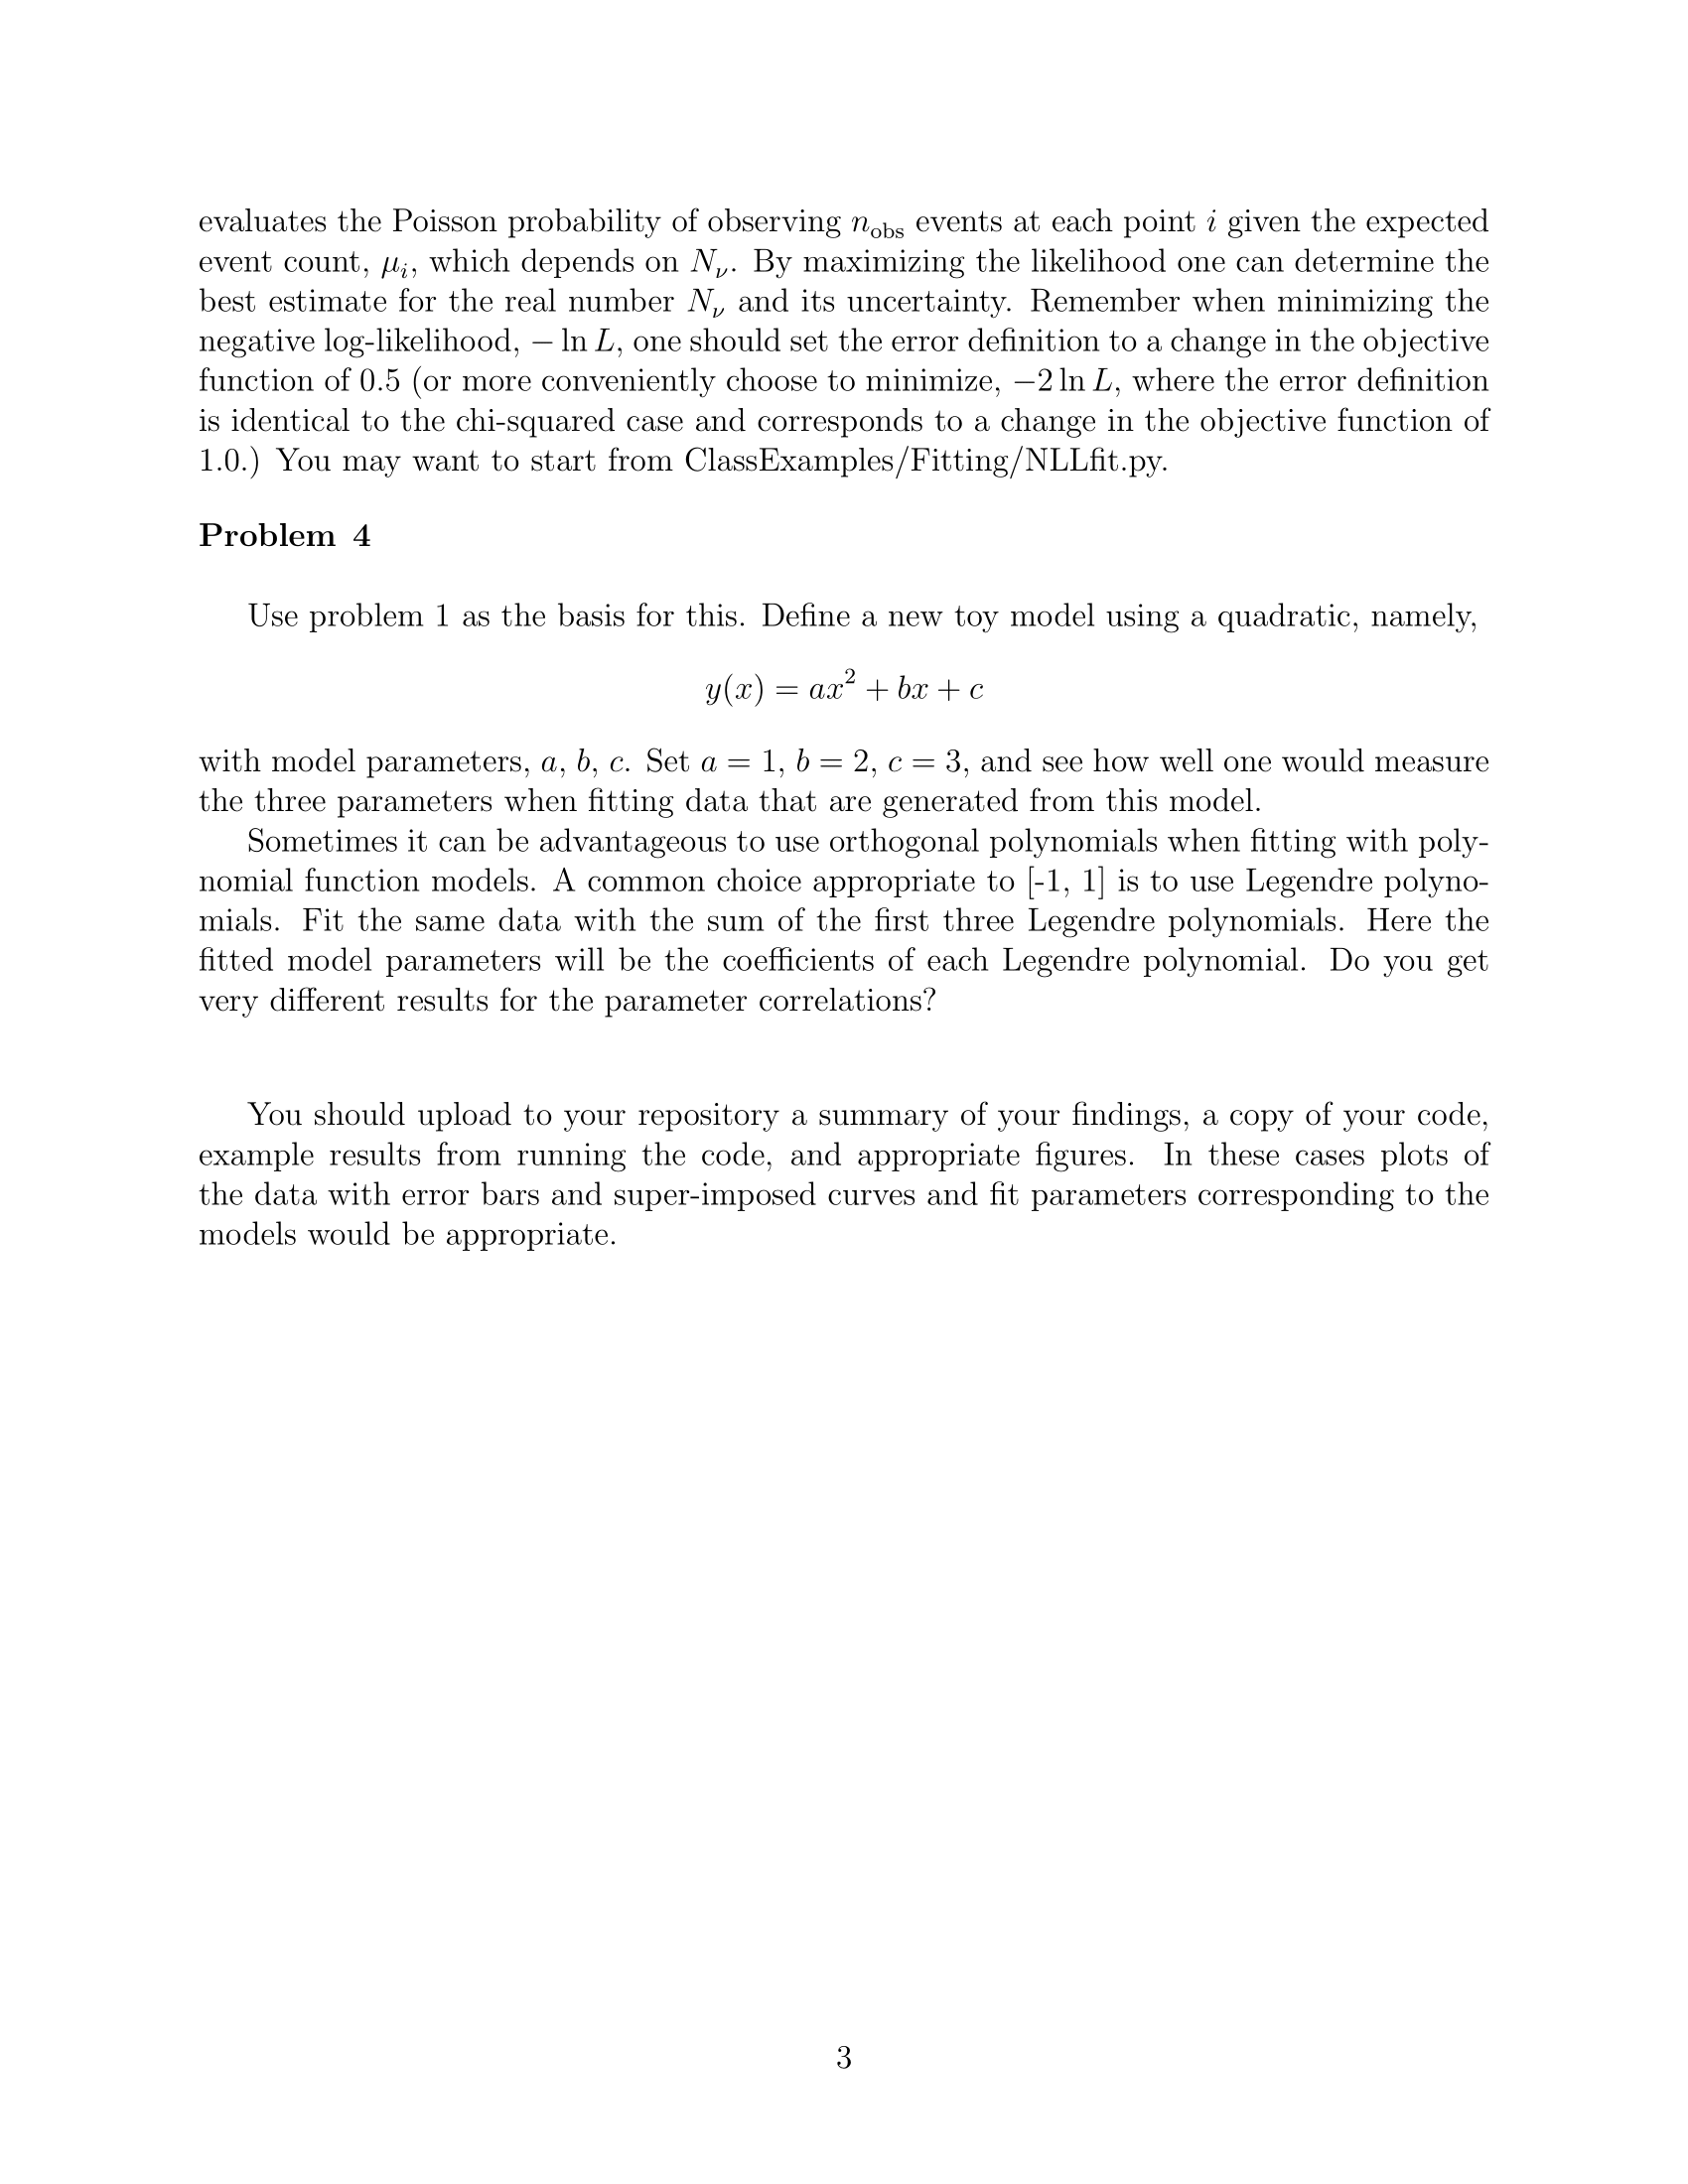 evaluates the Poisson probability of observing n_obs events at each point i given the expected
event count, μ_i, which depends on N_ν. By maximizing the likelihood one can determine the
best estimate for the real number N_ν and its uncertainty. Remember when minimizing the
negative log-likelihood, − ln L, one should set the error definition to a change in the objective
function of 0.5 (or more conveniently choose to minimize, −2 ln L, where the error definition
is identical to the chi-squared case and corresponds to a change in the objective function of
1.0.) You may want to start from ClassExamples/Fitting/NLLfit.py.
Problem 4
Use problem 1 as the basis for this. Define a new toy model using a quadratic, namely,
y(x) = ax² + bx + c
with model parameters, a, b, c. Set a = 1, b = 2, c = 3, and see how well one would measure
the three parameters when fitting data that are generated from this model.
Sometimes it can be advantageous to use orthogonal polynomials when fitting with poly-
nomial function models. A common choice appropriate to [-1, 1] is to use Legendre polyno-
mials. Fit the same data with the sum of the first three Legendre polynomials. Here the
fitted model parameters will be the coefficients of each Legendre polynomial. Do you get
very different results for the parameter correlations?
You should upload to your repository a summary of your findings, a copy of your code,
example results from running the code, and appropriate figures. In these cases plots of
the data with error bars and super-imposed curves and fit parameters corresponding to the
models would be appropriate.
3